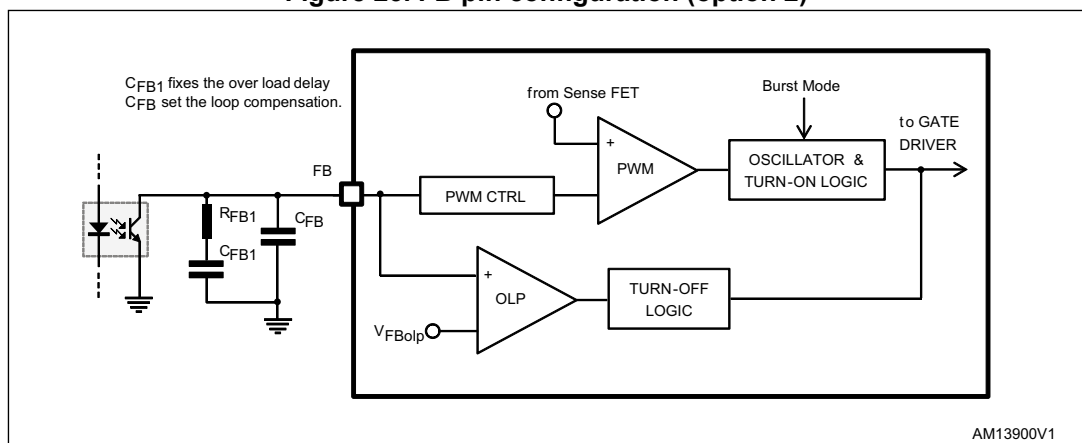 Figure 26. FB pin configuration (option 2)
CFB1 fixes the over load delay
CFB set the loop compensation.
from Sense FET
Burst Mode
to GATE
DRIVER
+
PWM
OSCILLATOR &
TURN-ON LOGIC
FB
PWM CTRL
RFB1
CFB
CFB1
+
OLP
TURN-OFF
LOGIC
VFBolp
AM13900V1